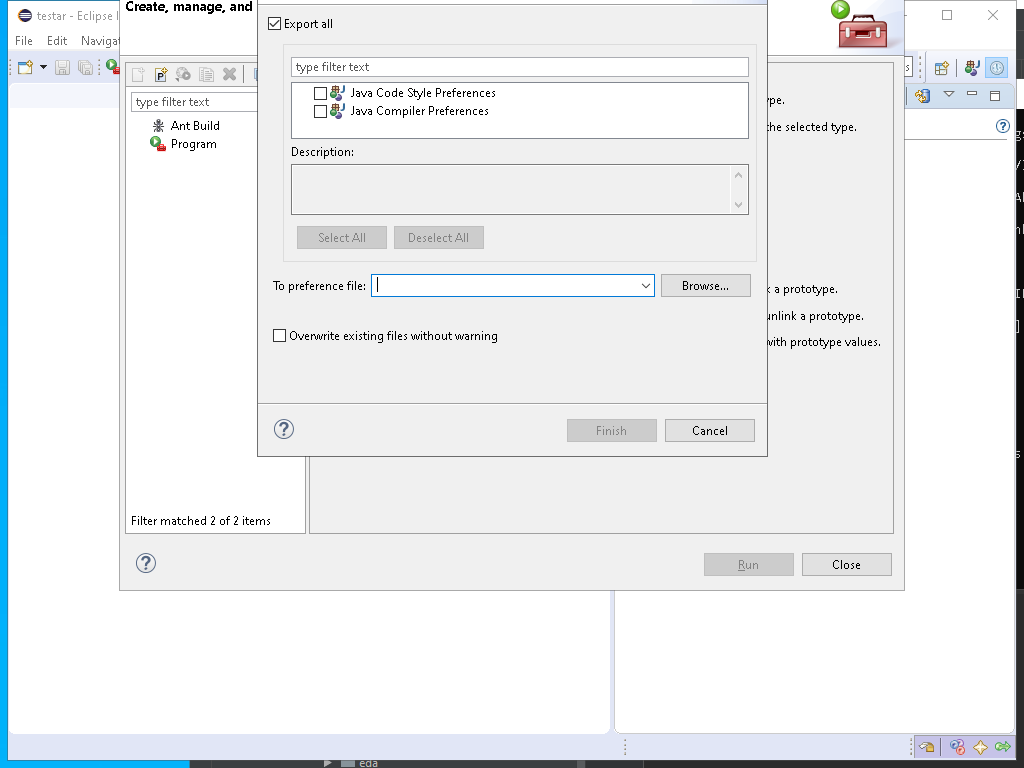 testar - Eclipse I
Create, manage, and
File Edit Navigat
Export all
type filter text
Java Code Style Preferences
Java Compiler Preferences
type filter text
Ant Build
Program
ype.
he selected type.
Description:
Select All Deselect All
To preference file: Browse...
a prototype.
unlink a prototype.
with prototype values.
Overwrite existing files without warning
Finish Cancel
Filter matched 2 of 2 items
Run Close
eda